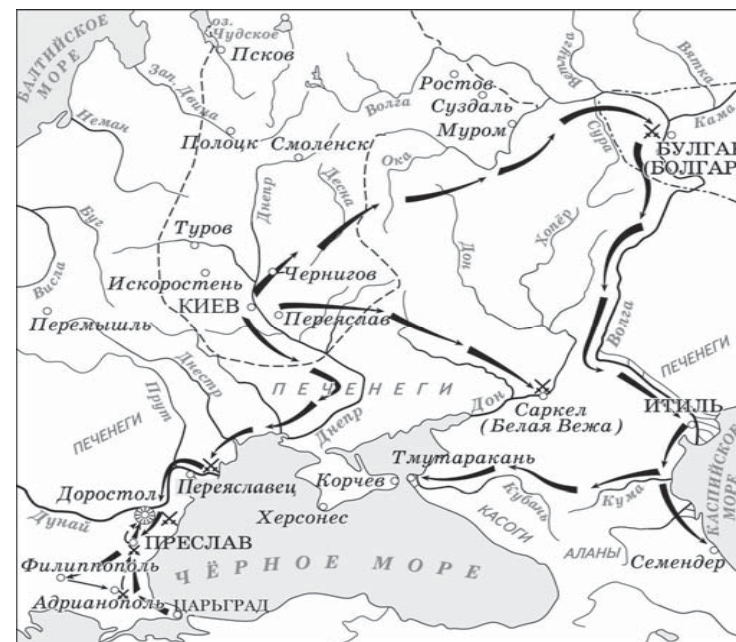 БАЛТИЙСКОЕ
МОРЕ
оз.
Чудское
Псков
Зап. Двина
Неман
Полоцк
Смоленск
Волга
Ростов
Суздаль
Муром
Ветлуга
Вятка
Кама
Сура
БУЛГАР
(БОЛГАР
Ока
Десна
Днепр
Дон
Хопёр
Буг
Висла
Туров
Искоростень
Чернигов
КИЕВ
Переяслав
Перемышль
Днестр
Прут
ПЕЧЕНЕГИ
ПЕЧЕНЕГИ
Днепр
Дон
Саркел
(Белая Вежа)
Волга
ПЕЧЕНЕГИ
ИТИЛЬ
КАСПИЙСКОЕ
МОРЕ
Тмутаракань
Корчев
Переяславец
Доростол
Дунай
Херсонес
Кубань
Кума
КАСОГИ
АЛАНЫ
Семендер
ПРЕСЛАВ
Филиппополь
ЧЁРНОЕ МОРЕ
Адрианополь
ЦАРЬГРАД